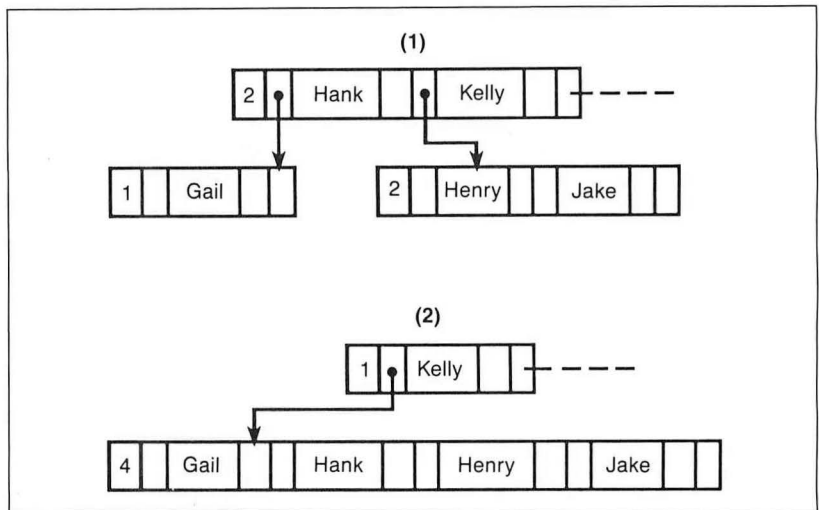 (1)
2 Hank Kelly
1 Gail
2 Henry Jake
(2)
1 Kelly
4 Gail Hank Henry Jake